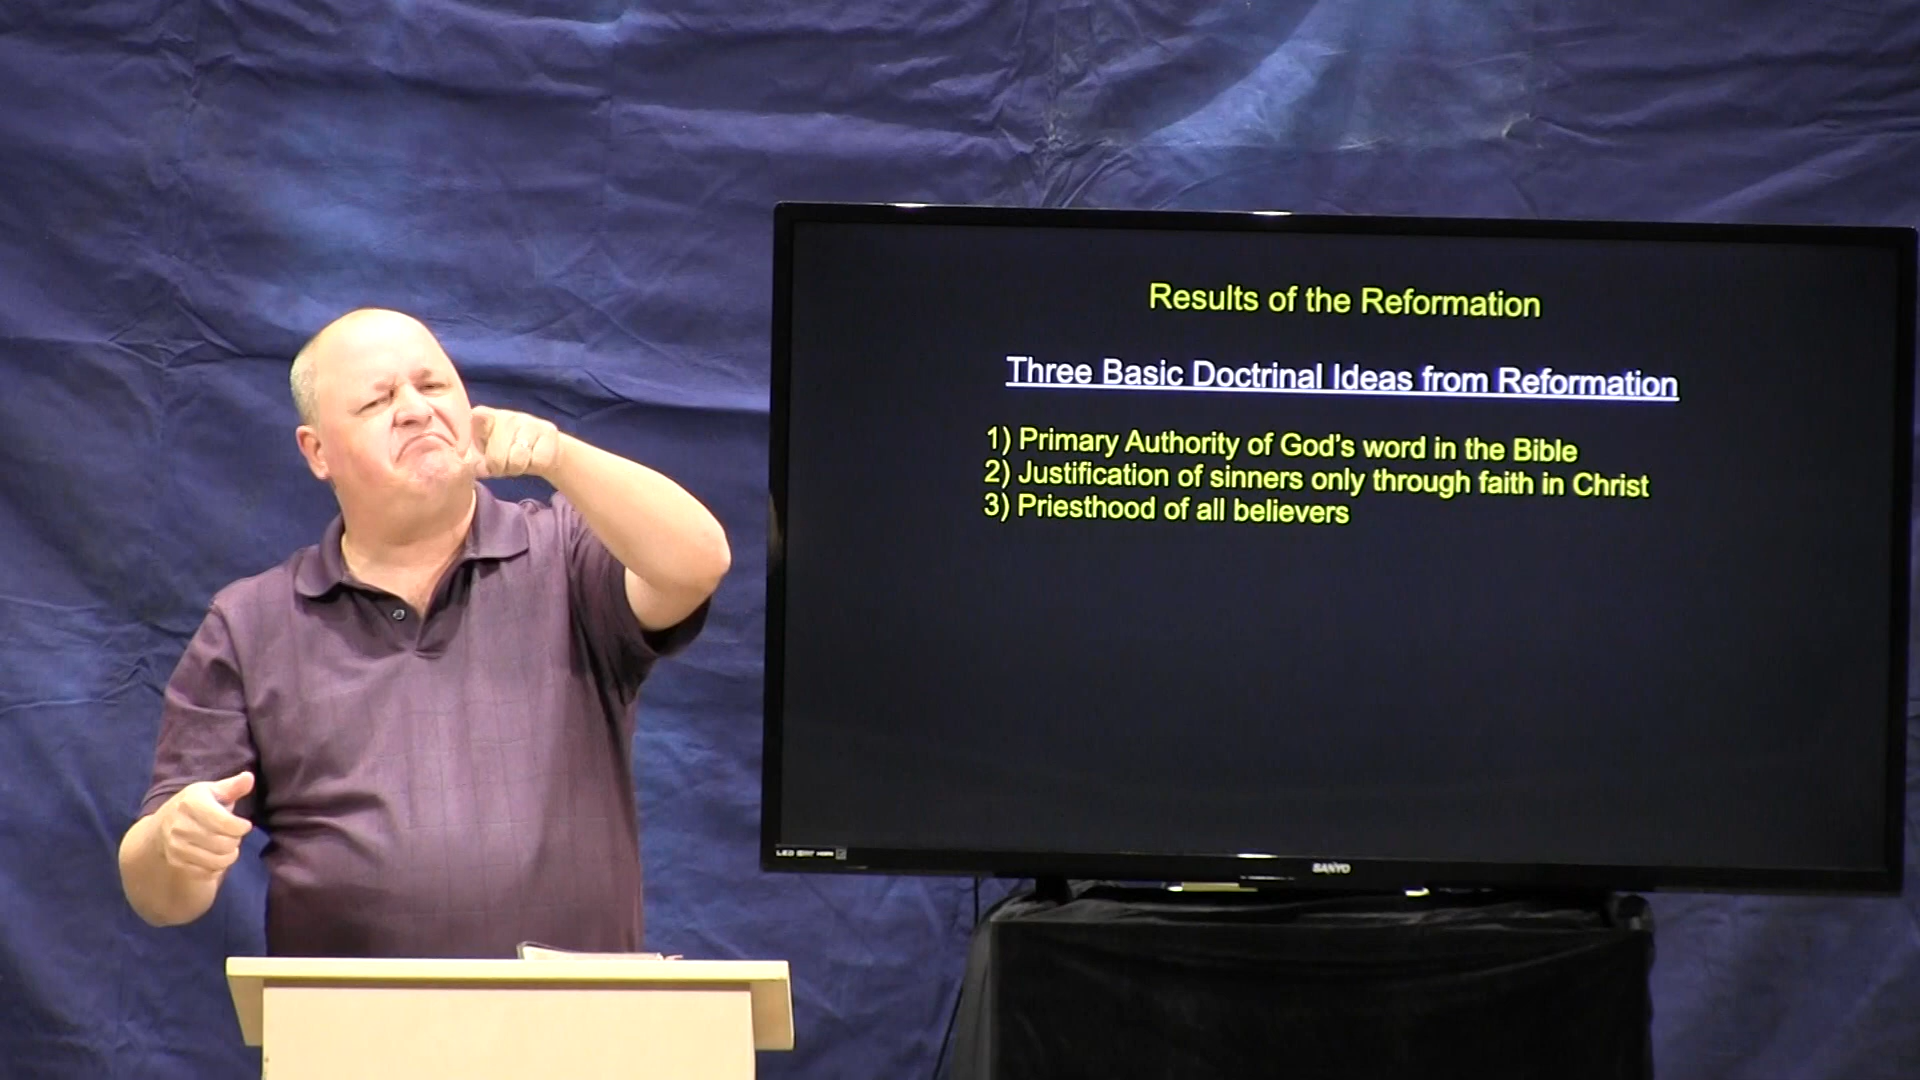 Results of the Reformation
Three Basic Doctrinal Ideas from Reformation
1) Primary Authority of God's word in the Bible
2) Justification of sinners only through faith in Christ
3) Priesthood of all believers
SANYO